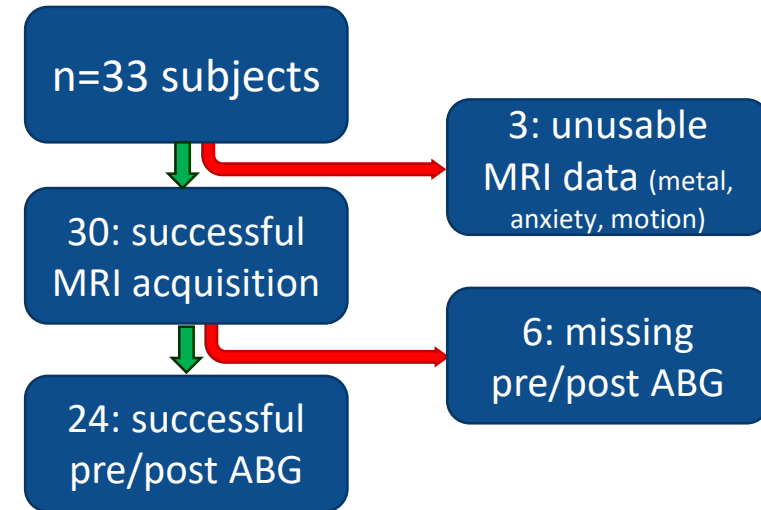 n=33 subjects
3: unusable
MRI data (metal,
anxiety, motion)
30: successful
MRI acquisition
6: missing
pre/post ABG
24: successful
pre/post ABG